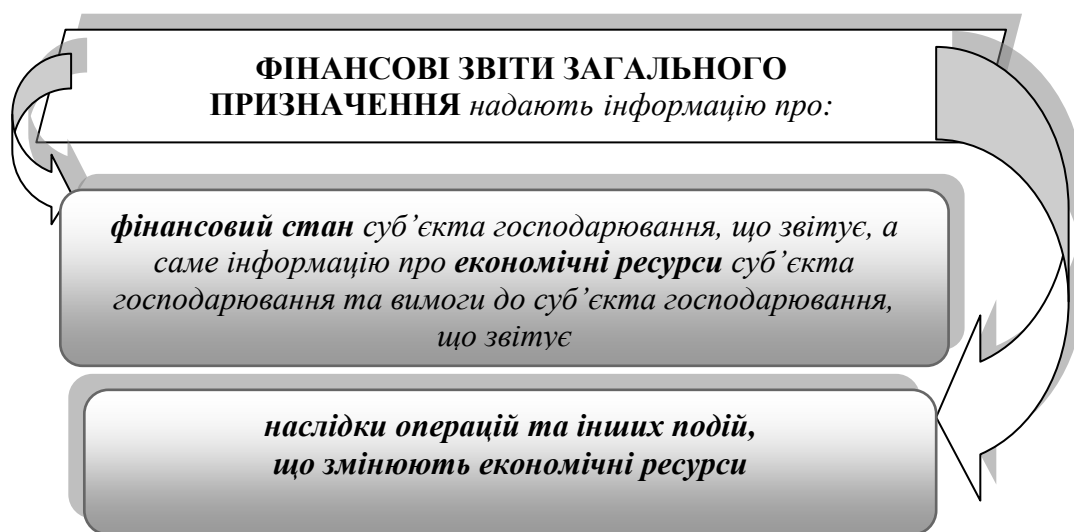 ФІНАНСОВІ ЗВІТИ ЗАГАЛЬНОГО
ПРИЗНАЧЕННЯ надають інформацію про:
фінансовий стан суб’єкта господарювання, що звітує, а
саме інформацію про економічні ресурси суб’єкта
господарювання та вимоги до суб’єкта господарювання,
що звітує
наслідки операцій та інших подій,
що змінюють економічні ресурси